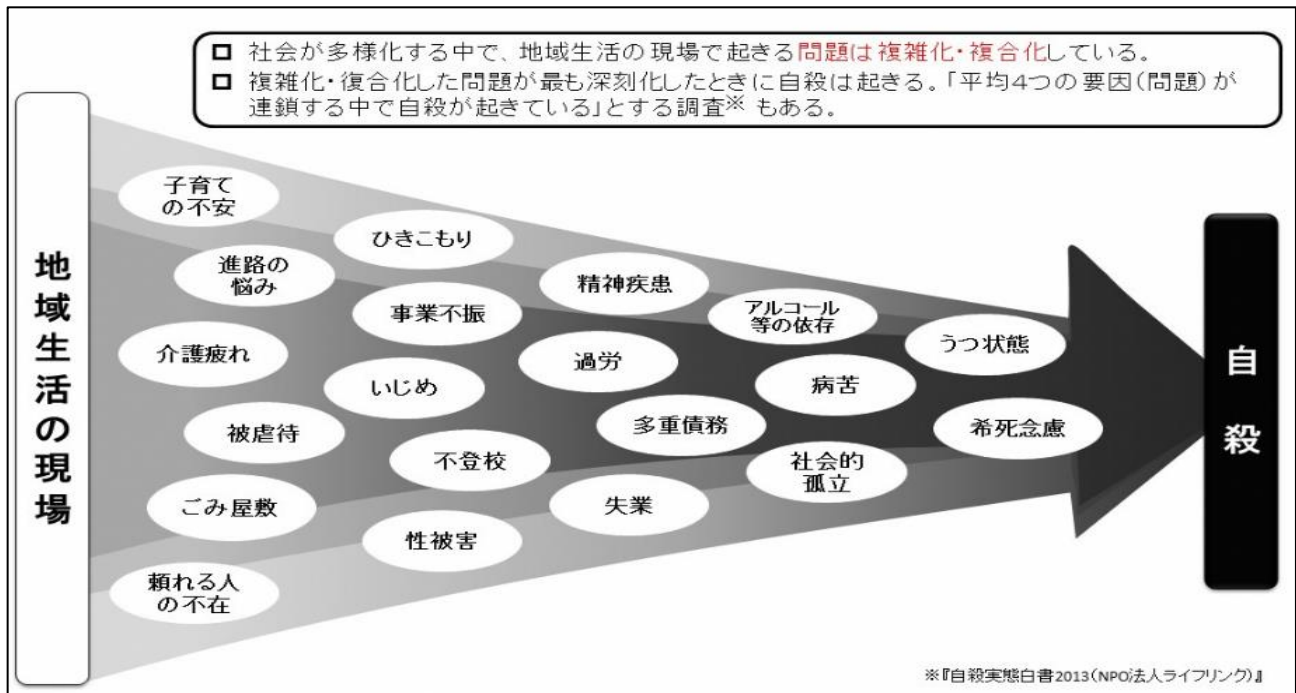 □ 社会が多様化する中で、地域生活の現場で起きる問題は複雑化・複合化している。
□ 複雑化・復合化した問題が最も深刻化したときに自殺は起きる。「平均4つの要因(問題)が
連鎖する中で自殺が起きている」とする調査※ もある。
地域生活の現場
子育て
の不安
進路の
悩み
介護疲れ
被虐待
ごみ屋敷
頼れる人
の不在
ひきこもり
事業不振
いじめ
不登校
性被害
精神疾患
過労
多重債務
失業
アルコール
等の依存
病苦
社会的
孤立
うつ状態
希死念慮
自殺
※『自殺実態白書2013(NPO法人ライフリンク)』